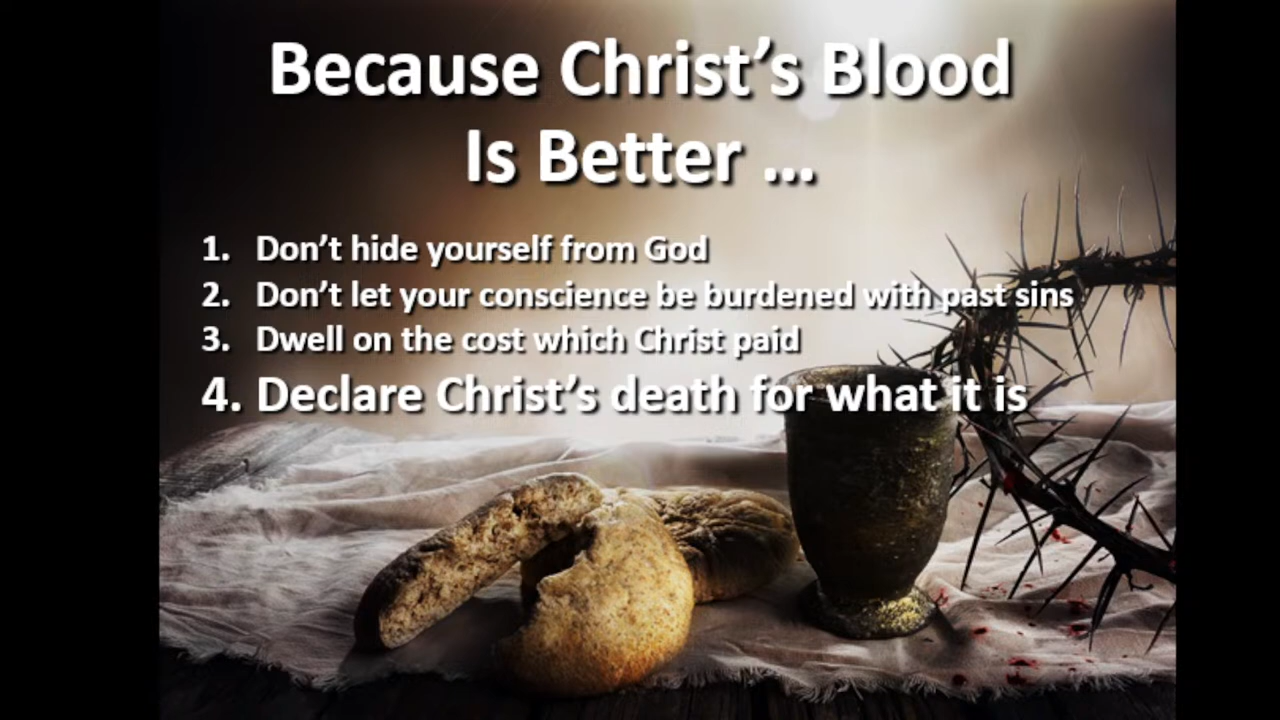 Because Christ’s Blood
Is Better ...
1. Don’t hide yourself from God
2. Don’t let your conscience be burdened with past sins
3. Dwell on the cost which Christ paid
4. Declare Christ’s death for what it is